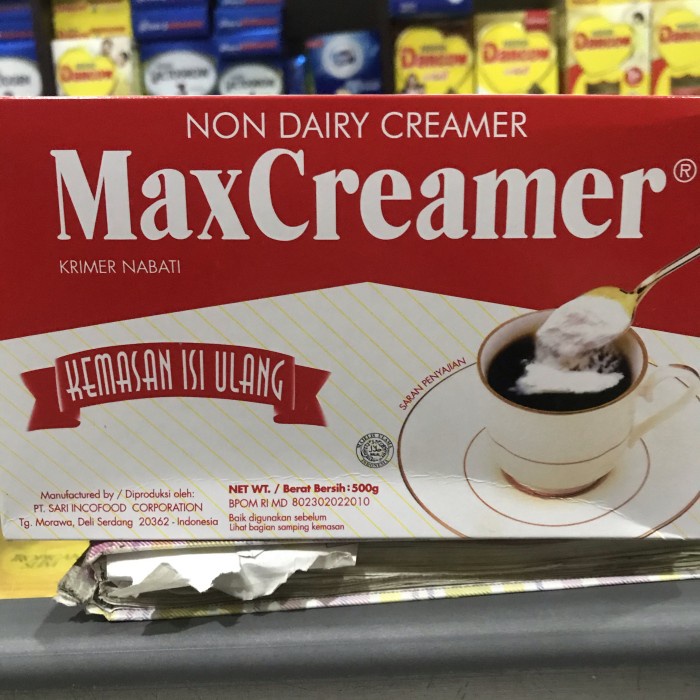 Dancow
Dancow
Dancow
Dancow
NON DAIRY CREAMER
MaxCreamer®
KRIMER NABATI
KEMASAN ISI ULANG
SARAN PENYAJIAN
Manufactured by / Diproduksi oleh:
PT. SARI INCOFOOD CORPORATION
Tg. Morawa, Deli Serdang 20362 - Indonesia
NET WT. / Berat Bersih : 500g
BPOM RI MD 802302022010
Baik digunakan sebelum
Lihat bagian samping kemasan